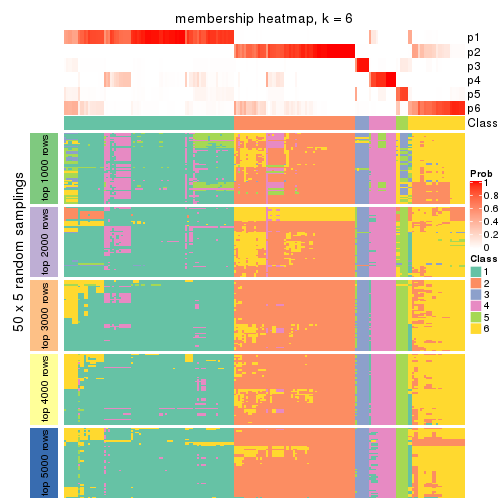 membership heatmap, k = 6
p1
p2
p3
p4
p5
p6
Class
50 x 5 random samplings
top 1000 rows
top 2000 rows
top 3000 rows
top 4000 rows
top 5000 rows
Prob
1
0.8
0.6
0.4
0.2
0
Class
1
2
3
4
5
6